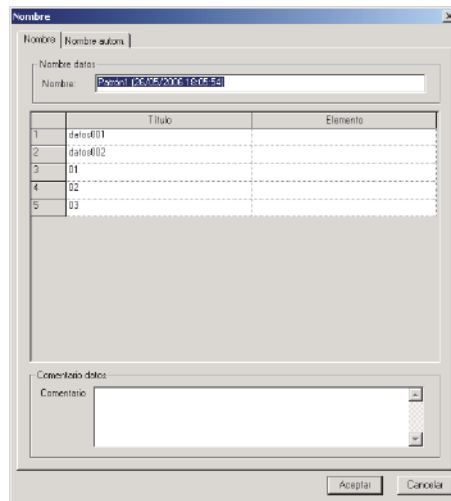 Nombre
Nombre Nombre autom.
Nombre datos
Nombre: Patrón1 (26/05/2006 18:05:54)
Título Elemento
1 datos001
2 datos002
3 01
4 02
5 03
Comentario datos
Comentario
Aceptar Cancelar